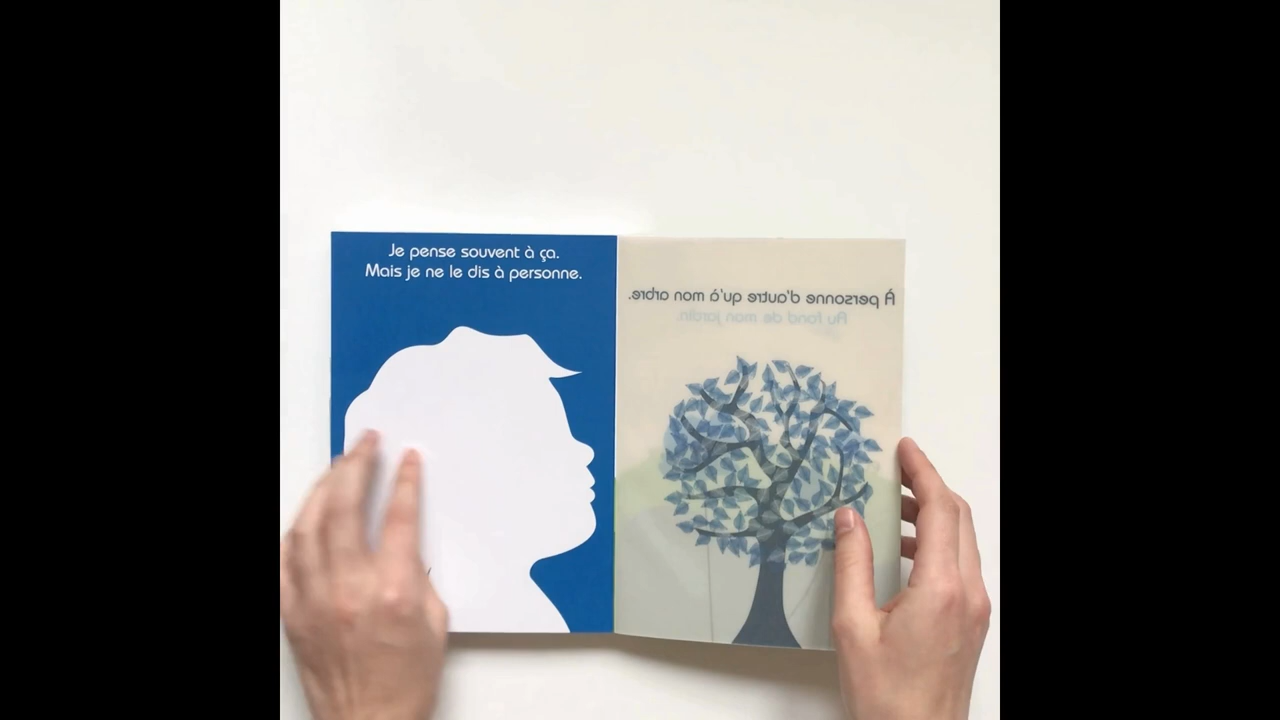 Je pense souvent à ça.
Mais je ne le dis à personne.
À personne d'autre qu'à mon arbre.
Au fond de mon jardin.